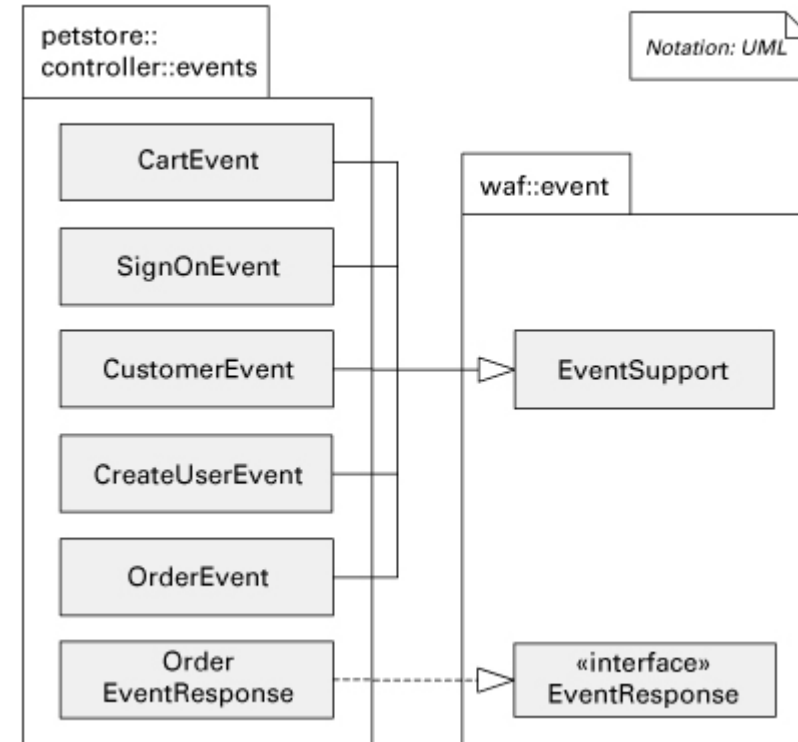 petstore::
controller::events
Notation: UML
CartEvent
waf::event
SignOnEvent
CustomerEvent
EventSupport
CreateUserEvent
OrderEvent
Order
EventResponse
«interface»
EventResponse